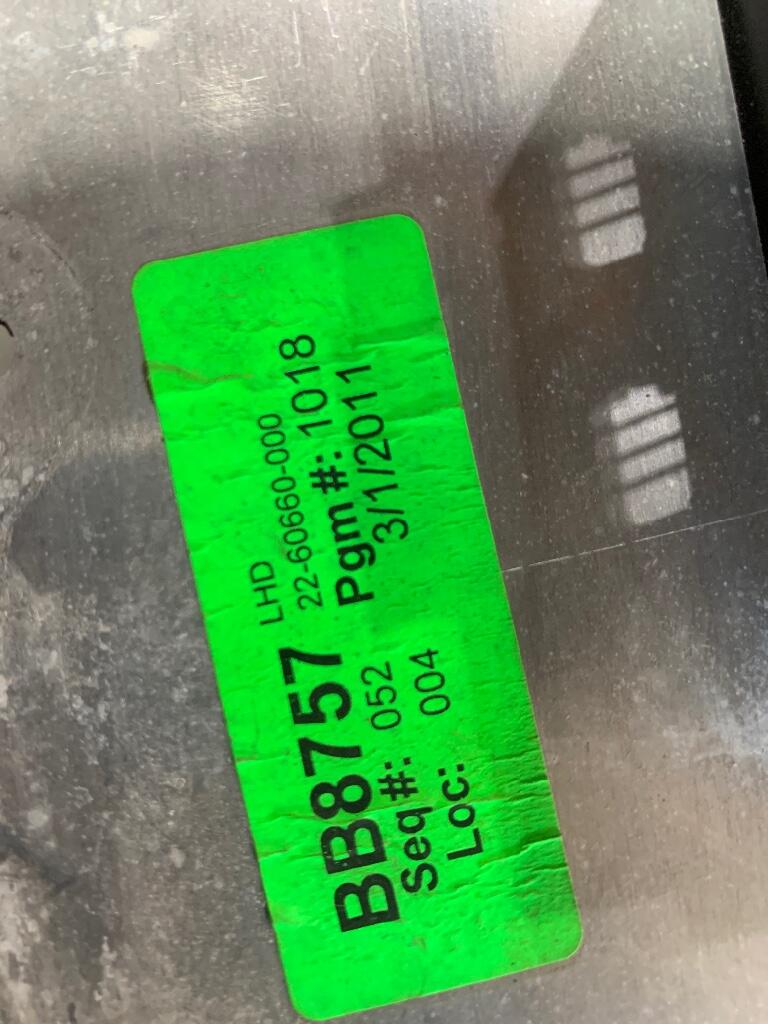 LHD
BB8757 22-60660-000
Seq #: 052 Pgm #: 1018
Loc: 004 3/1/2011